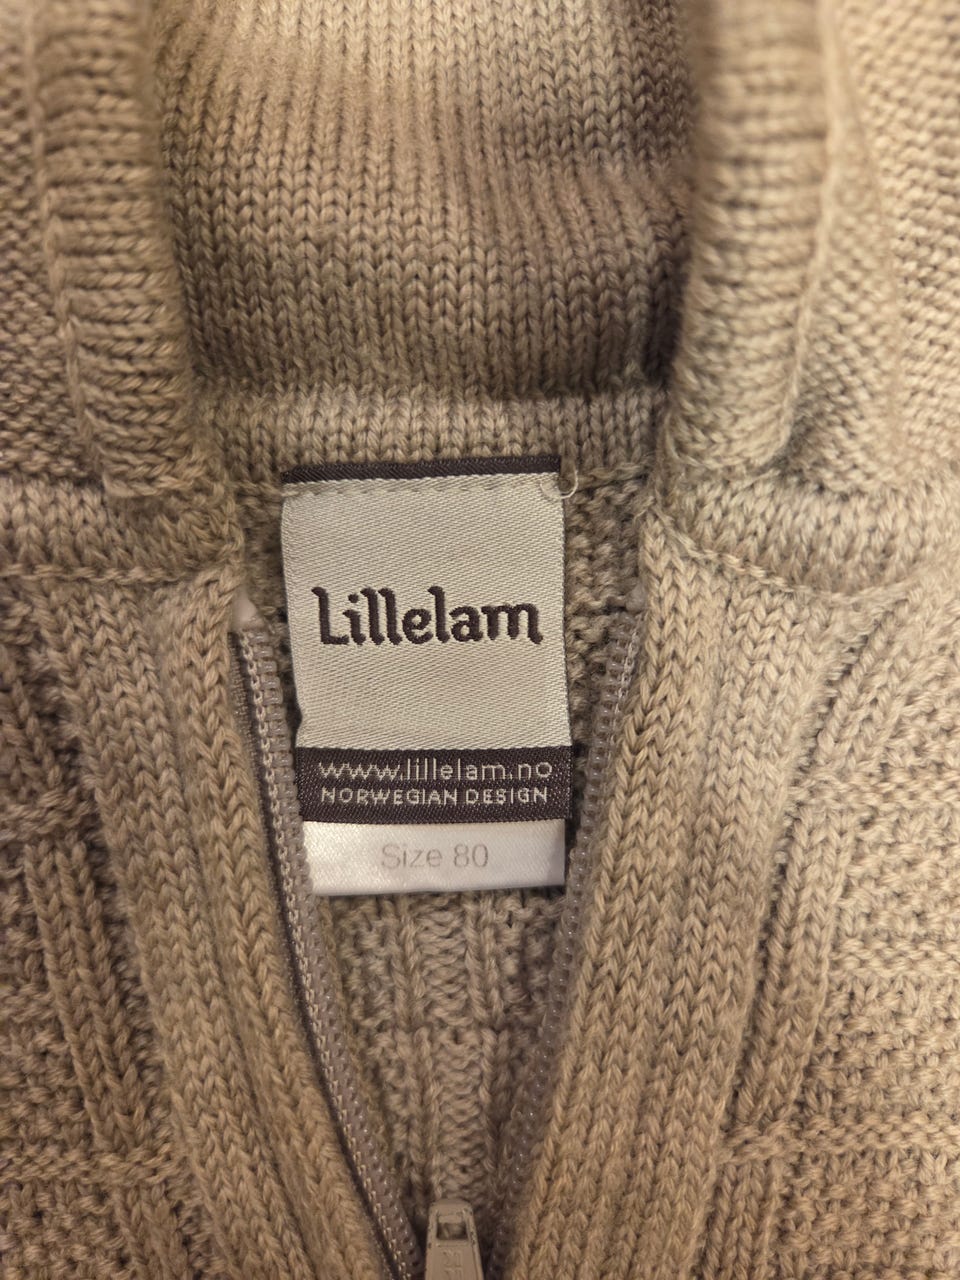 Lillelam
www.lillelam.no
NORWEGIAN DESIGN
Size 80